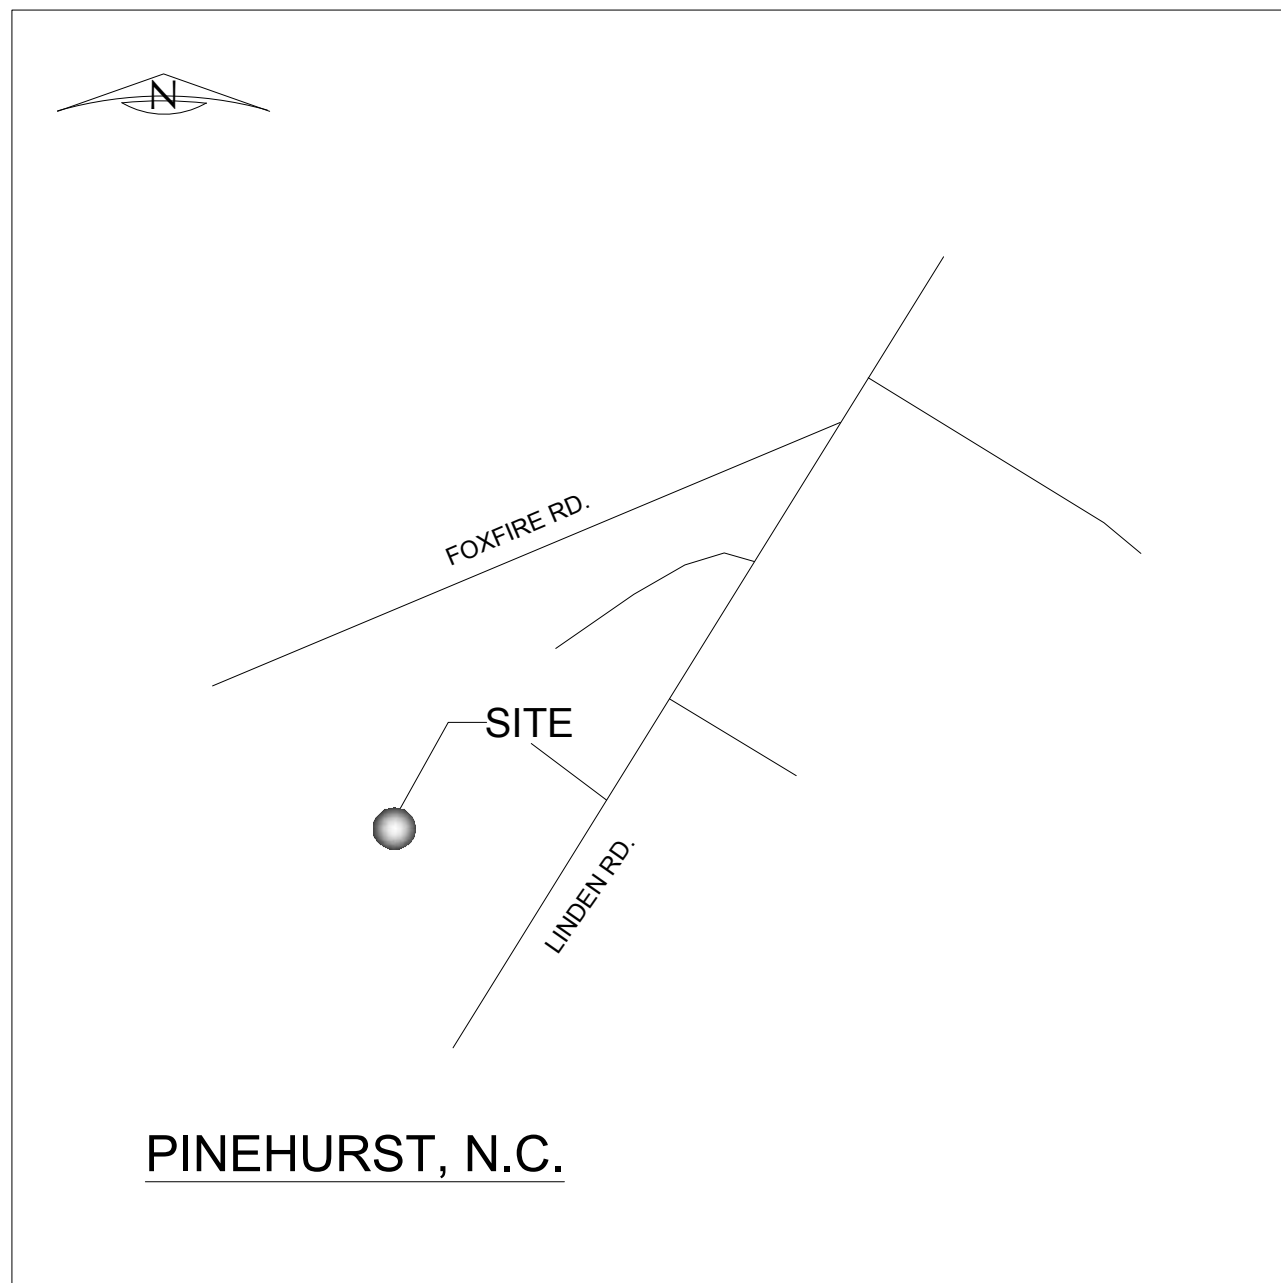 N
FOXFIRE RD.
SITE
LINDEN RD.
PINEHURST, N.C.